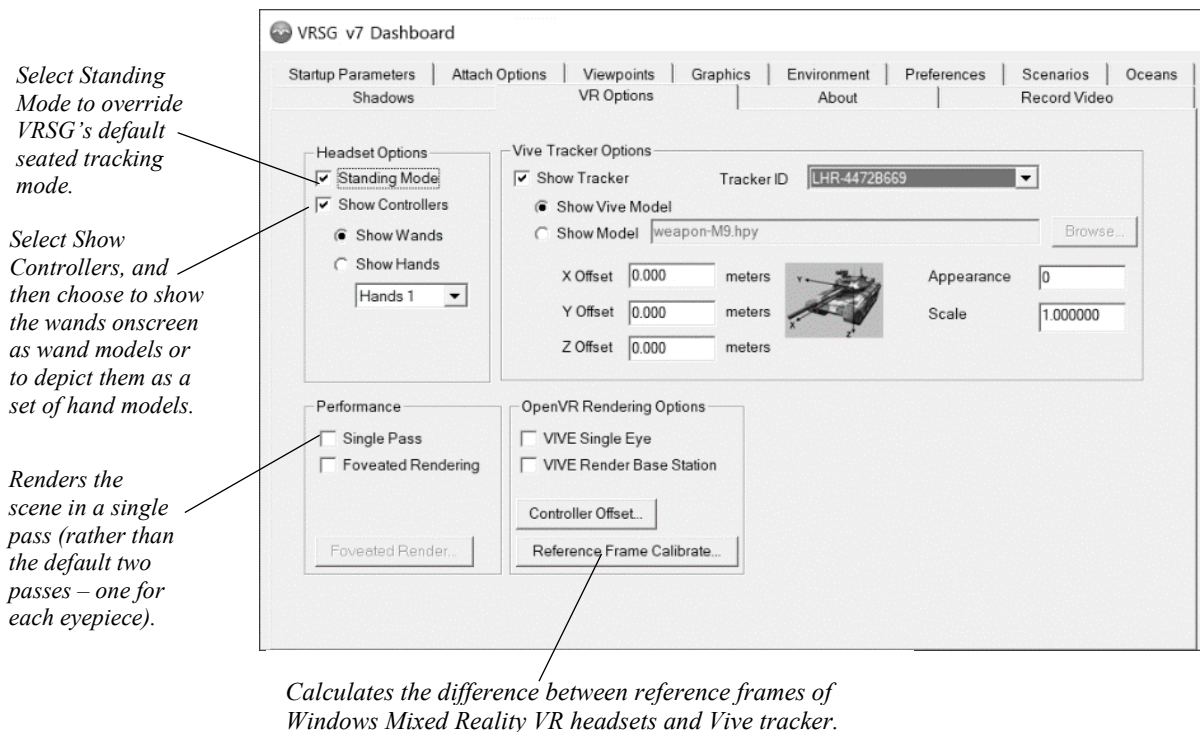 VRSG v7 Dashboard
Startup Parameters
Attach Options
Viewpoints
Graphics
Environment
Preferences
Scenarios
Oceans
Shadows
VR Options
About
Record Video
Select Standing
Mode to override
VRSG's default
seated tracking
mode.
Select Show
Controllers, and
then choose to show
the wands onscreen
as wand models or
to depict them as a
set of hand models.
Renders the
scene in a single
pass (rather than
the default two
passes – one for
each eyepiece).
Headset Options
Standing Mode
Show Controllers
Show Wands
Show Hands
Hands 1
Vive Tracker Options
Show Tracker
Tracker ID
LHR-4472B669
Show Vive Model
Show Model
weapon-M9.hpy
Browse...
X Offset 0.000 meters
Y Offset 0.000 meters
Z Offset 0.000 meters
Y
X
Z
Appearance 0
Scale 1.000000
Performance
Single Pass
Foveated Rendering
Foveated Render...
OpenVR Rendering Options
VIVE Single Eye
VIVE Render Base Station
Controller Offset...
Reference Frame Calibrate...
Calculates the difference between reference frames of
Windows Mixed Reality VR headsets and Vive tracker.